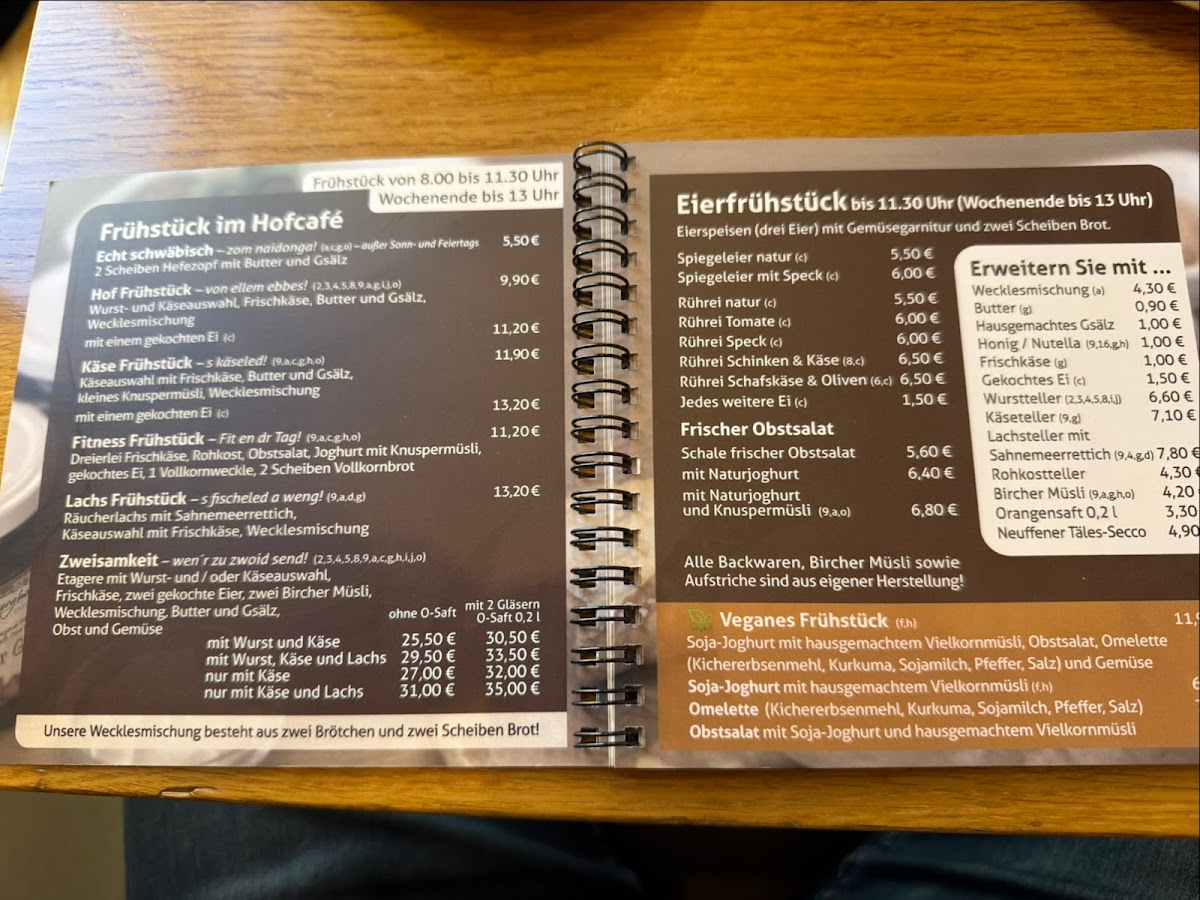 Frühstück von 8.00 bis 11.30 Uhr
Wochenende bis 13 Uhr
Frühstück im Hofcafé
Echt schwäbisch – zom naidonga! (a,c,g,o) – außer Sonn- und Feiertags 5,50 €
2 Scheiben Hefezopf mit Butter und Gsälz
Hof Frühstück – von ellem ebbes! (2,3,4,5,8,9,a,g,i,j,o) 9,90 €
Wurst- und Käseauswahl, Frischkäse, Butter und Gsälz,
Wecklesmischung
mit einem gekochten Ei (c) 11,20 €
Käse Frühstück – s käseled! (9,a,c,g,h,o) 11,90 €
Käseauswahl mit Frischkäse, Butter und Gsälz,
kleines Knuspermüsli, Wecklesmischung
mit einem gekochten Ei (c) 13,20 €
Fitness Frühstück – Fit en dr Tag! (9,a,c,g,h,o) 11,20 €
Dreierlei Frischkäse, Rohkost, Obstsalat, Joghurt mit Knuspermüsli,
gekochtes Ei, 1 Vollkornweckle, 2 Scheiben Vollkornbrot
Lachs Frühstück – s fischeled a weng! (9,a,d,g) 13,20 €
Räucherlachs mit Sahnemeerrettich,
Käseauswahl mit Frischkäse, Wecklesmischung
Zweisamkeit – wen´r zu zwoid send! (2,3,4,5,8,9,a,c,g,h,i,j,o)
Etagere mit Wurst- und / oder Käseauswahl,
Frischkäse, zwei gekochte Eier, zwei Bircher Müsli,
Wecklesmischung, Butter und Gsälz,
Obst und Gemüse
ohne O-Saft mit 2 Gläsern
O-Saft 0,2 l
mit Wurst und Käse 25,50 € 30,50 €
mit Wurst, Käse und Lachs 29,50 € 33,50 €
nur mit Käse 27,00 € 32,00 €
nur mit Käse und Lachs 31,00 € 35,00 €
Unsere Wecklesmischung besteht aus zwei Brötchen und zwei Scheiben Brot!
Eierfrühstück bis 11.30 Uhr (Wochenende bis 13 Uhr)
Eierspeisen (drei Eier) mit Gemüsegarnitur und zwei Scheiben Brot.
Spiegeleier natur (c) 5,50 €
Spiegeleier mit Speck (c) 6,00 €
Rührei natur (c) 5,50 €
Rührei Tomate (c) 6,00 €
Rührei Speck (c) 6,00 €
Rührei Schinken & Käse (8,c) 6,50 €
Rührei Schafskäse & Oliven (6,c) 6,50 €
Jedes weitere Ei (c) 1,50 €
Frischer Obstsalat
Schale frischer Obstsalat 5,60 €
mit Naturjoghurt 6,40 €
mit Naturjoghurt
und Knuspermüsli (9,a,o) 6,80 €
Alle Backwaren, Bircher Müsli sowie
Aufstriche sind aus eigener Herstellung!
Erweitern Sie mit ...
Wecklesmischung (a) 4,30 €
Butter (g) 0,90 €
Hausgemachtes Gsälz 1,00 €
Honig / Nutella (9,16,g,h) 1,00 €
Frischkäse (g) 1,00 €
Gekochtes Ei (c) 1,50 €
Wurstteller (2,3,4,5,8,i,j) 6,60 €
Käseteller (9,g) 7,10 €
Lachsteller mit
Sahnemeerrettich (9,4,g,d) 7,80 €
Rohkostteller 4,30
Bircher Müsli (9,a,g,h,o) 4,20
Orangensaft 0,2 l 3,30
Neuffener Täles-Secco 4,90
Veganes Frühstück (f,h) 11,
Soja-Joghurt mit hausgemachtem Vielkornmüsli, Obstsalat, Omelette
(Kichererbsenmehl, Kurkuma, Sojamilch, Pfeffer, Salz) und Gemüse
Soja-Joghurt mit hausgemachtem Vielkornmüsli (f,h)
Omelette (Kichererbsenmehl, Kurkuma, Sojamilch, Pfeffer, Salz)
Obstsalat mit Soja-Joghurt und hausgemachtem Vielkornmüsli